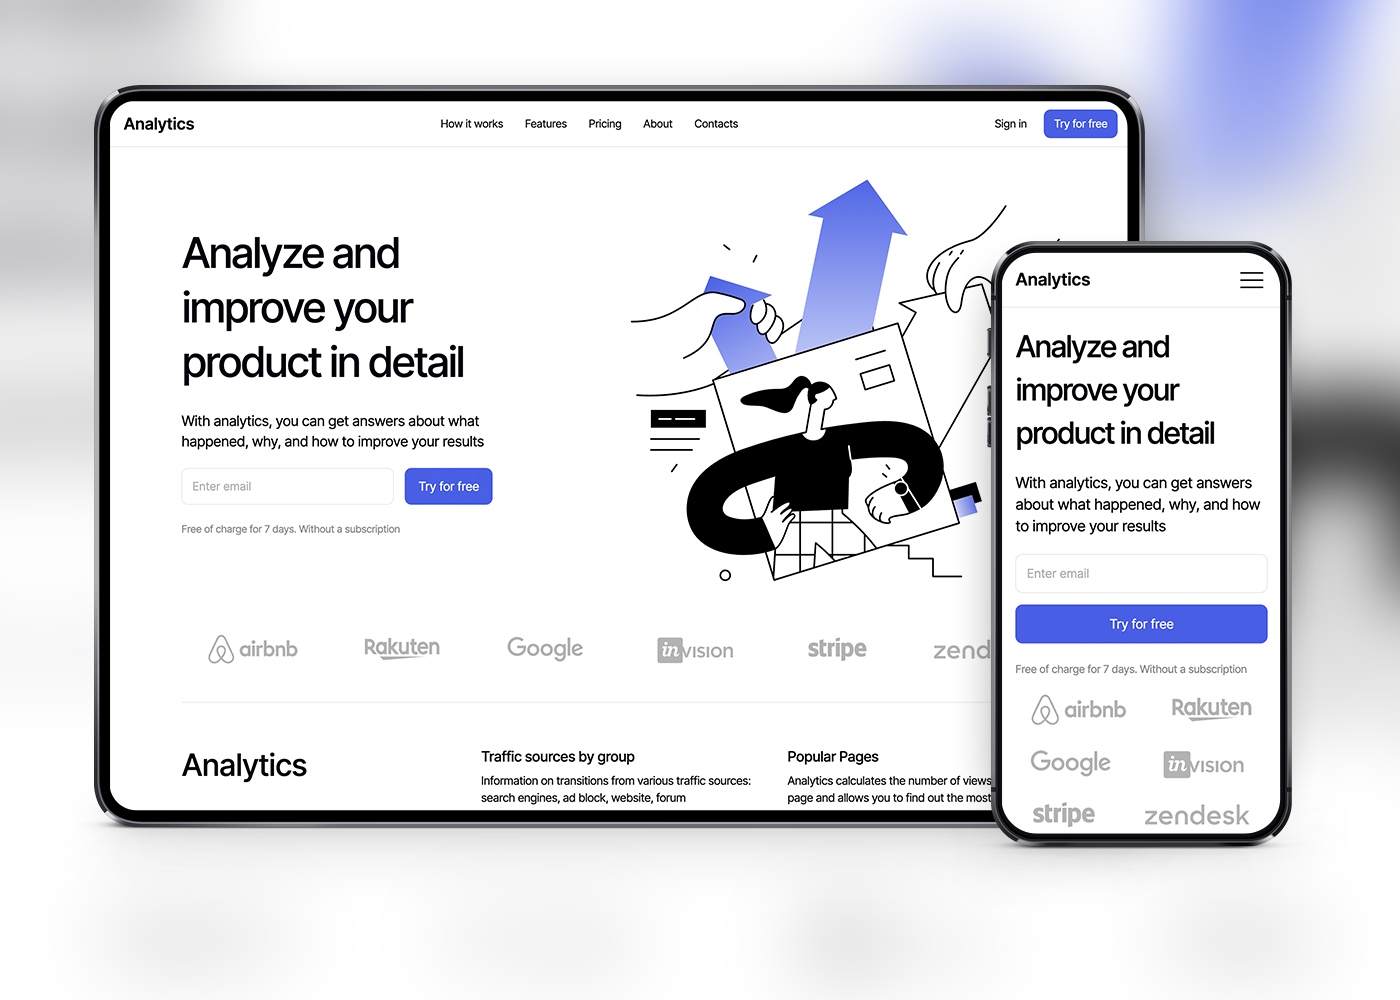 Analytics
How it works
Features
Pricing
About
Contacts
Sign in
Try for free
Analyze and
improve your
product in detail
With analytics, you can get answers about what
happened, why, and how to improve your results
Enter email
Try for free
Free of charge for 7 days. Without a subscription
airbnb
Rakuten
Google
inVISION
stripe
zend
Analytics
Traffic sources by group
Information on transitions from various traffic sources:
search engines, ad block, website, forum
Popular Pages
Analytics calculates the number of views
page and allows you to find out the most
Analytics
Analyze and
improve your
product in detail
With analytics, you can get answers
about what happened, why, and how
to improve your results
Enter email
Try for free
Free of charge for 7 days. Without a subscription
airbnb
Rakuten
Google
inVISION
stripe
zendesk